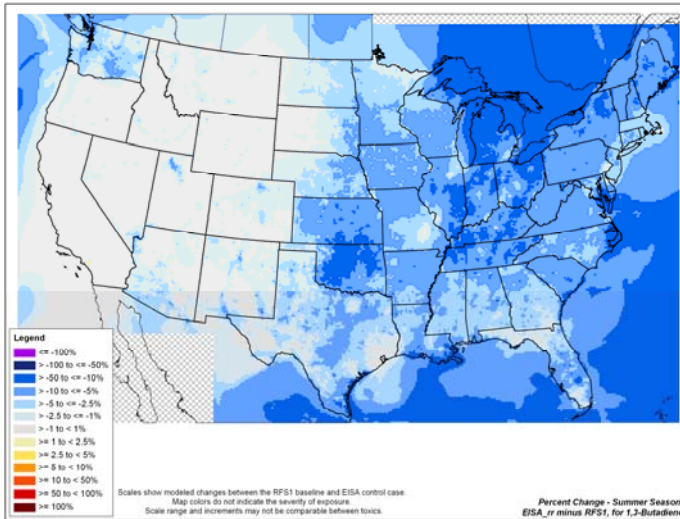 Legend
<= -100%
> -100 to <= -50%
> -50 to <= -10%
> -10 to <= -5%
> -5 to <= -2.5%
> -2.5 to <= -1%
> -1 to < 1%
>= 1 to < 2.5%
>= 2.5 to < 5%
>= 5 to < 10%
>= 10 to < 50%
>= 50 to < 100%
>= 100%
Scales show modeled changes between the RFS1 baseline and EISA control case.
Map colors do not indicate the severity of exposure.
Scale range and increments may not be comparable between toxics.
Percent Change - Summer Season
EISA_rr minus RFS1, for 1,3-Butadiene